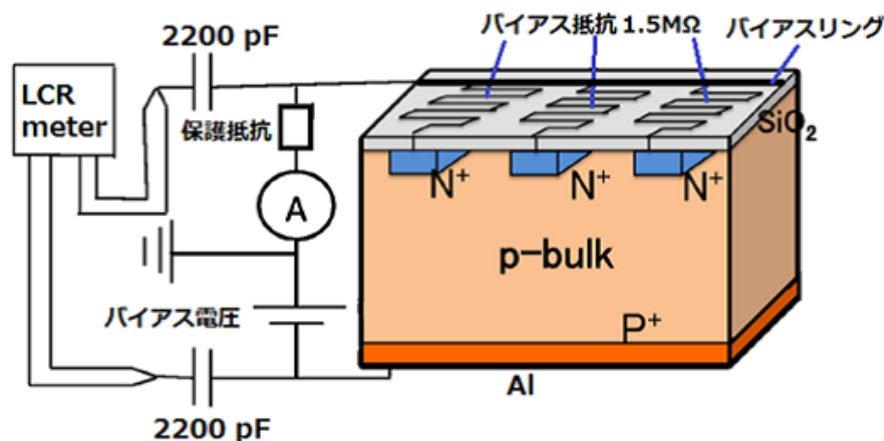 2200 pF
バイアス抵抗 1.5MΩ
バイアスリング
LCR
meter
保護抵抗
SiO₂
A
N⁺
N⁺
N⁺
p-bulk
バイアス電圧
P⁺
Al
2200 pF